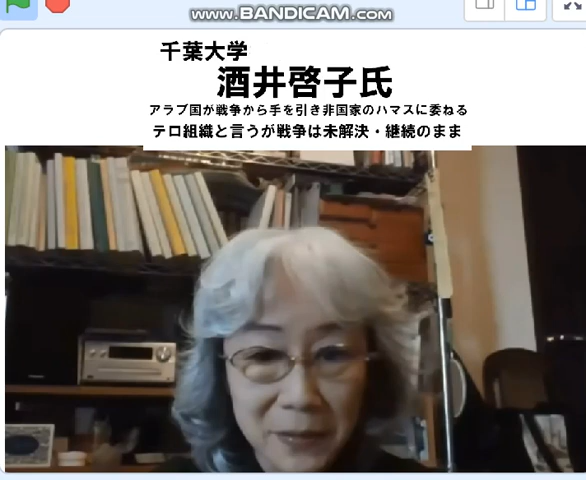 www.BANDICAM.com
千葉大学
酒井啓子氏
アラブ国が戦争から手を引き非国家のハマスに委ねる
テロ組織と言うが戦争は未解決・継続のまま